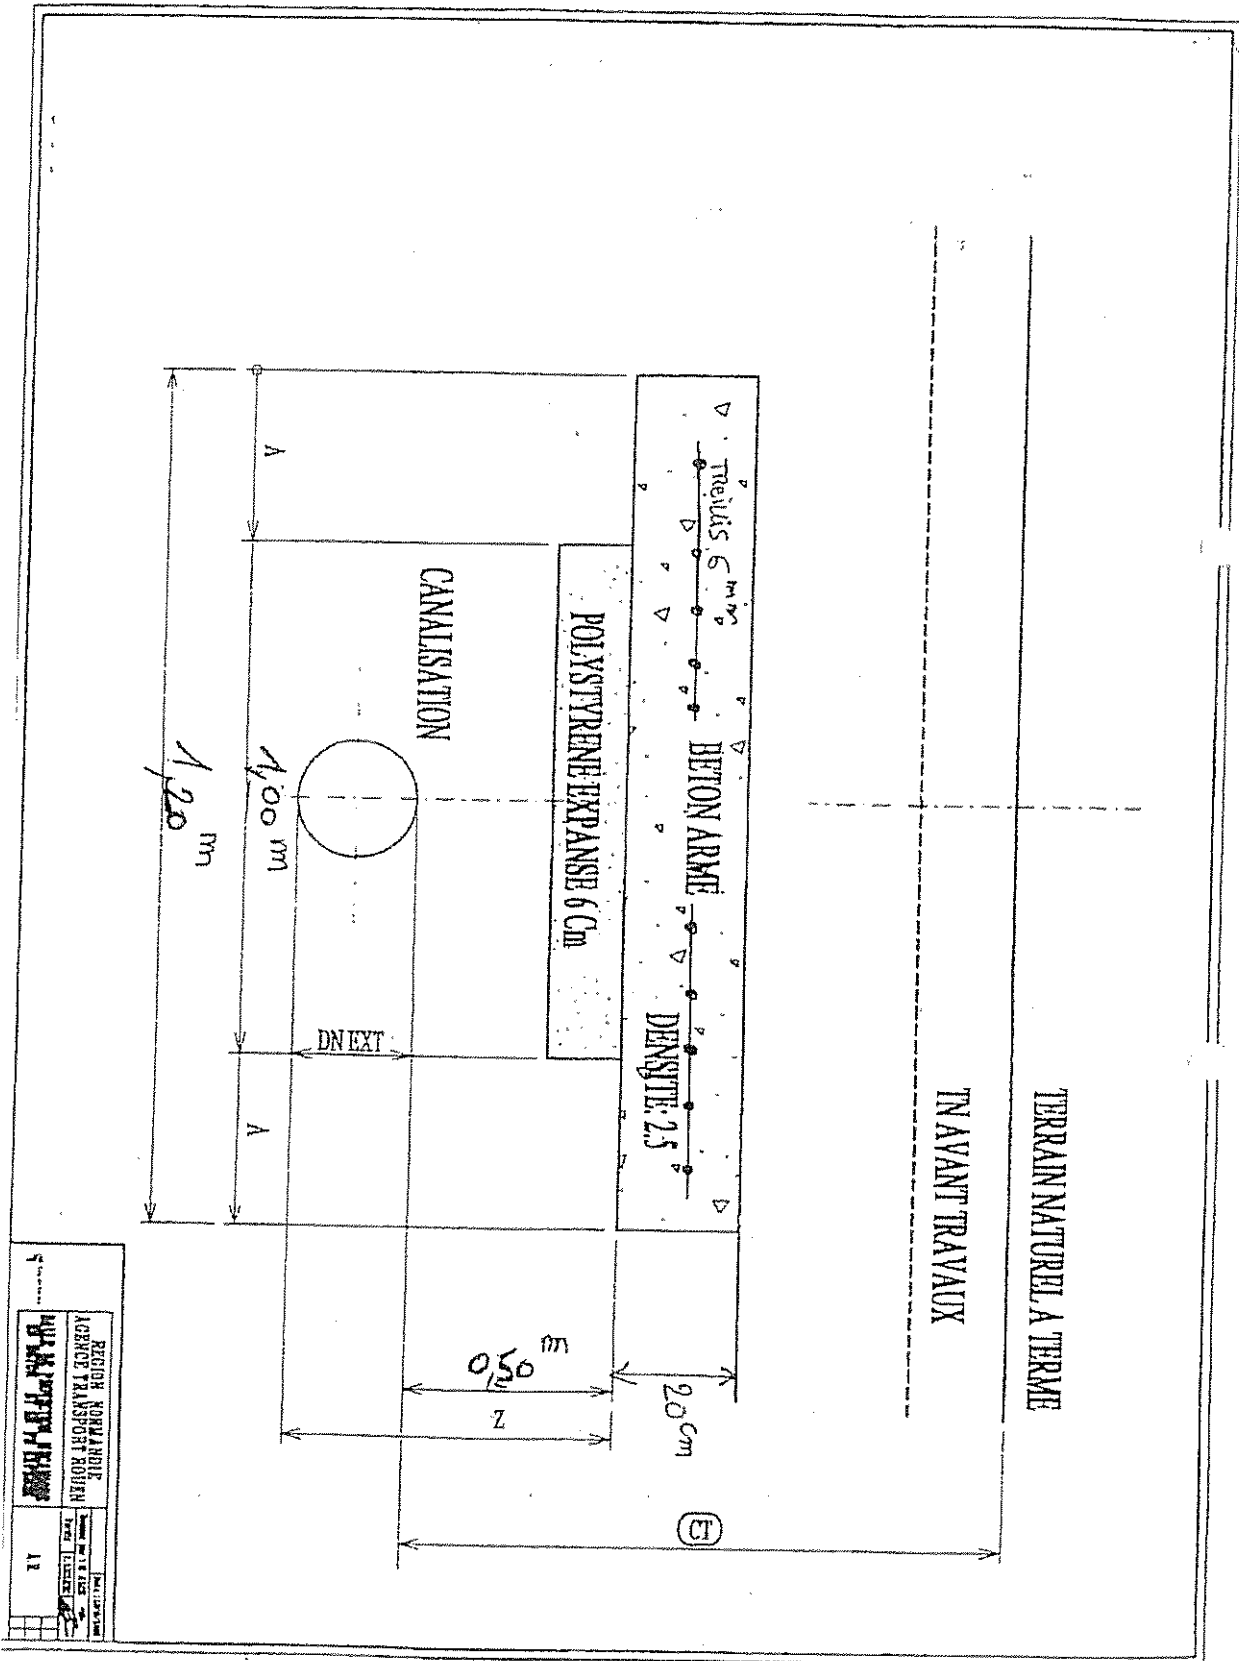 TERRAIN NATUREL A TERME
TN AVANT TRAVAUX
Treillis 6 mm
BETON ARME
DENSITE: 2.5
20 cm
POLYSTYRENE EXPANSE 6 Cm
0,50 m
Z
CT
CANALISATION
DN EXT
A
1,00 m
A
1,20 m
REGION NORMANDIE
AGENCE TRANSPORT ROUEN